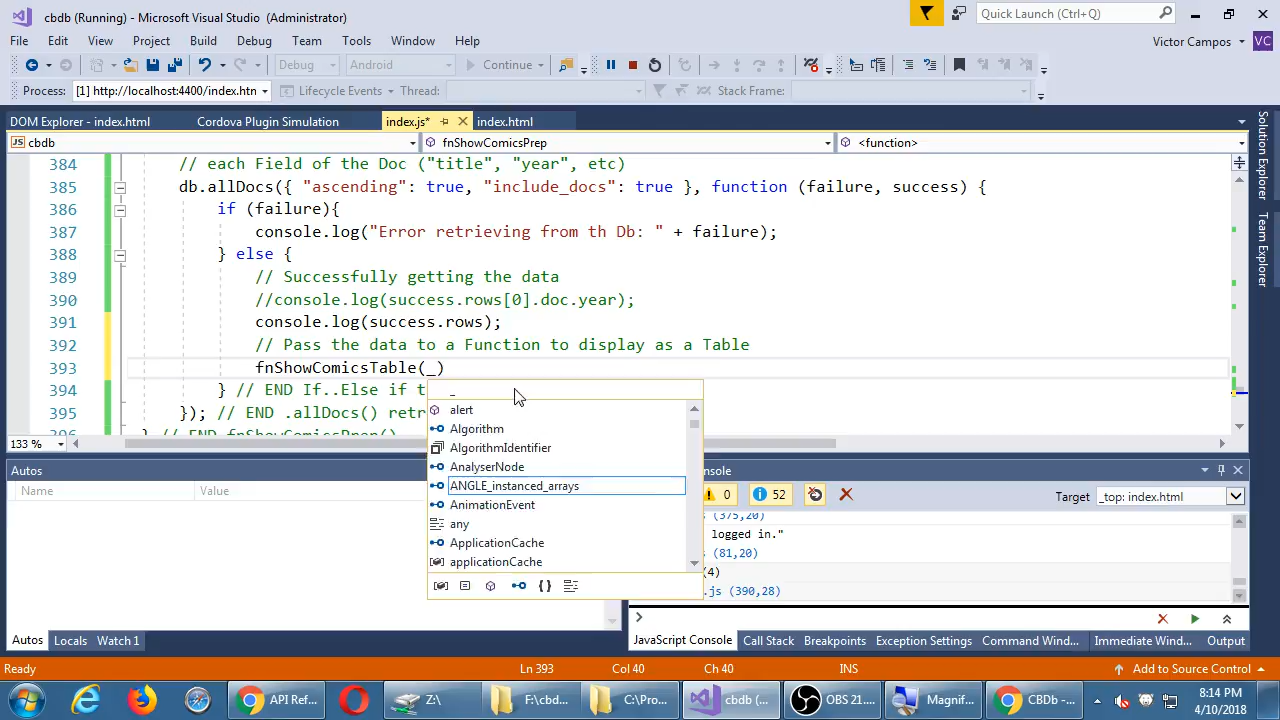 cbdb (Running) - Microsoft Visual Studio (Administrator)
Quick Launch (Ctrl+Q)
File Edit View Project Build Debug Team Tools Window Help
Victor Campos VC
Debug Android Continue
Process: [1] http://localhost:4400/index.htn Lifecycle Events Thread: Stack Frame:
DOM Explorer - index.html Cordova Plugin Simulation index.js* index.html
cbdb fnShowComicsPrep <function>
384 // each Field of the Doc ("title", "year", etc)
385 db.allDocs({ "ascending": true, "include_docs": true }, function (failure, success) {
386 if (failure){
387 console.log("Error retrieving from th Db: " + failure);
388 } else {
389 // Successfully getting the data
390 //console.log(success.rows[0].doc.year);
391 console.log(success.rows);
392 // Pass the data to a Function to display as a Table
393 fnShowComicsTable(_)
394 } // END If..Else if t
395 }); // END .allDocs() retr
396 } // END fnShowComicsPrep()
_
alert
Algorithm
AlgorithmIdentifier
AnalyserNode
ANGLE_instanced_arrays
AnimationEvent
any
ApplicationCache
applicationCache
133 %
Solution Explorer
Team Explorer
Autos
Name Value
Autos Locals Watch 1
Console
0 52 Target _top: index.html
s (375,20)
logged in."
s (81,20)
(4)
.js (390,28)
JavaScript Console Call Stack Breakpoints Exception Settings Command Win... Immediate Wind... Output
Ready Ln 393 Col 40 Ch 40 INS Add to Source Control
API Ref... Z:\ F:\cbd... C:\Pro... cbdb (... OBS 21.... Magnif... CBDb -... 8:14 PM
4/10/2018